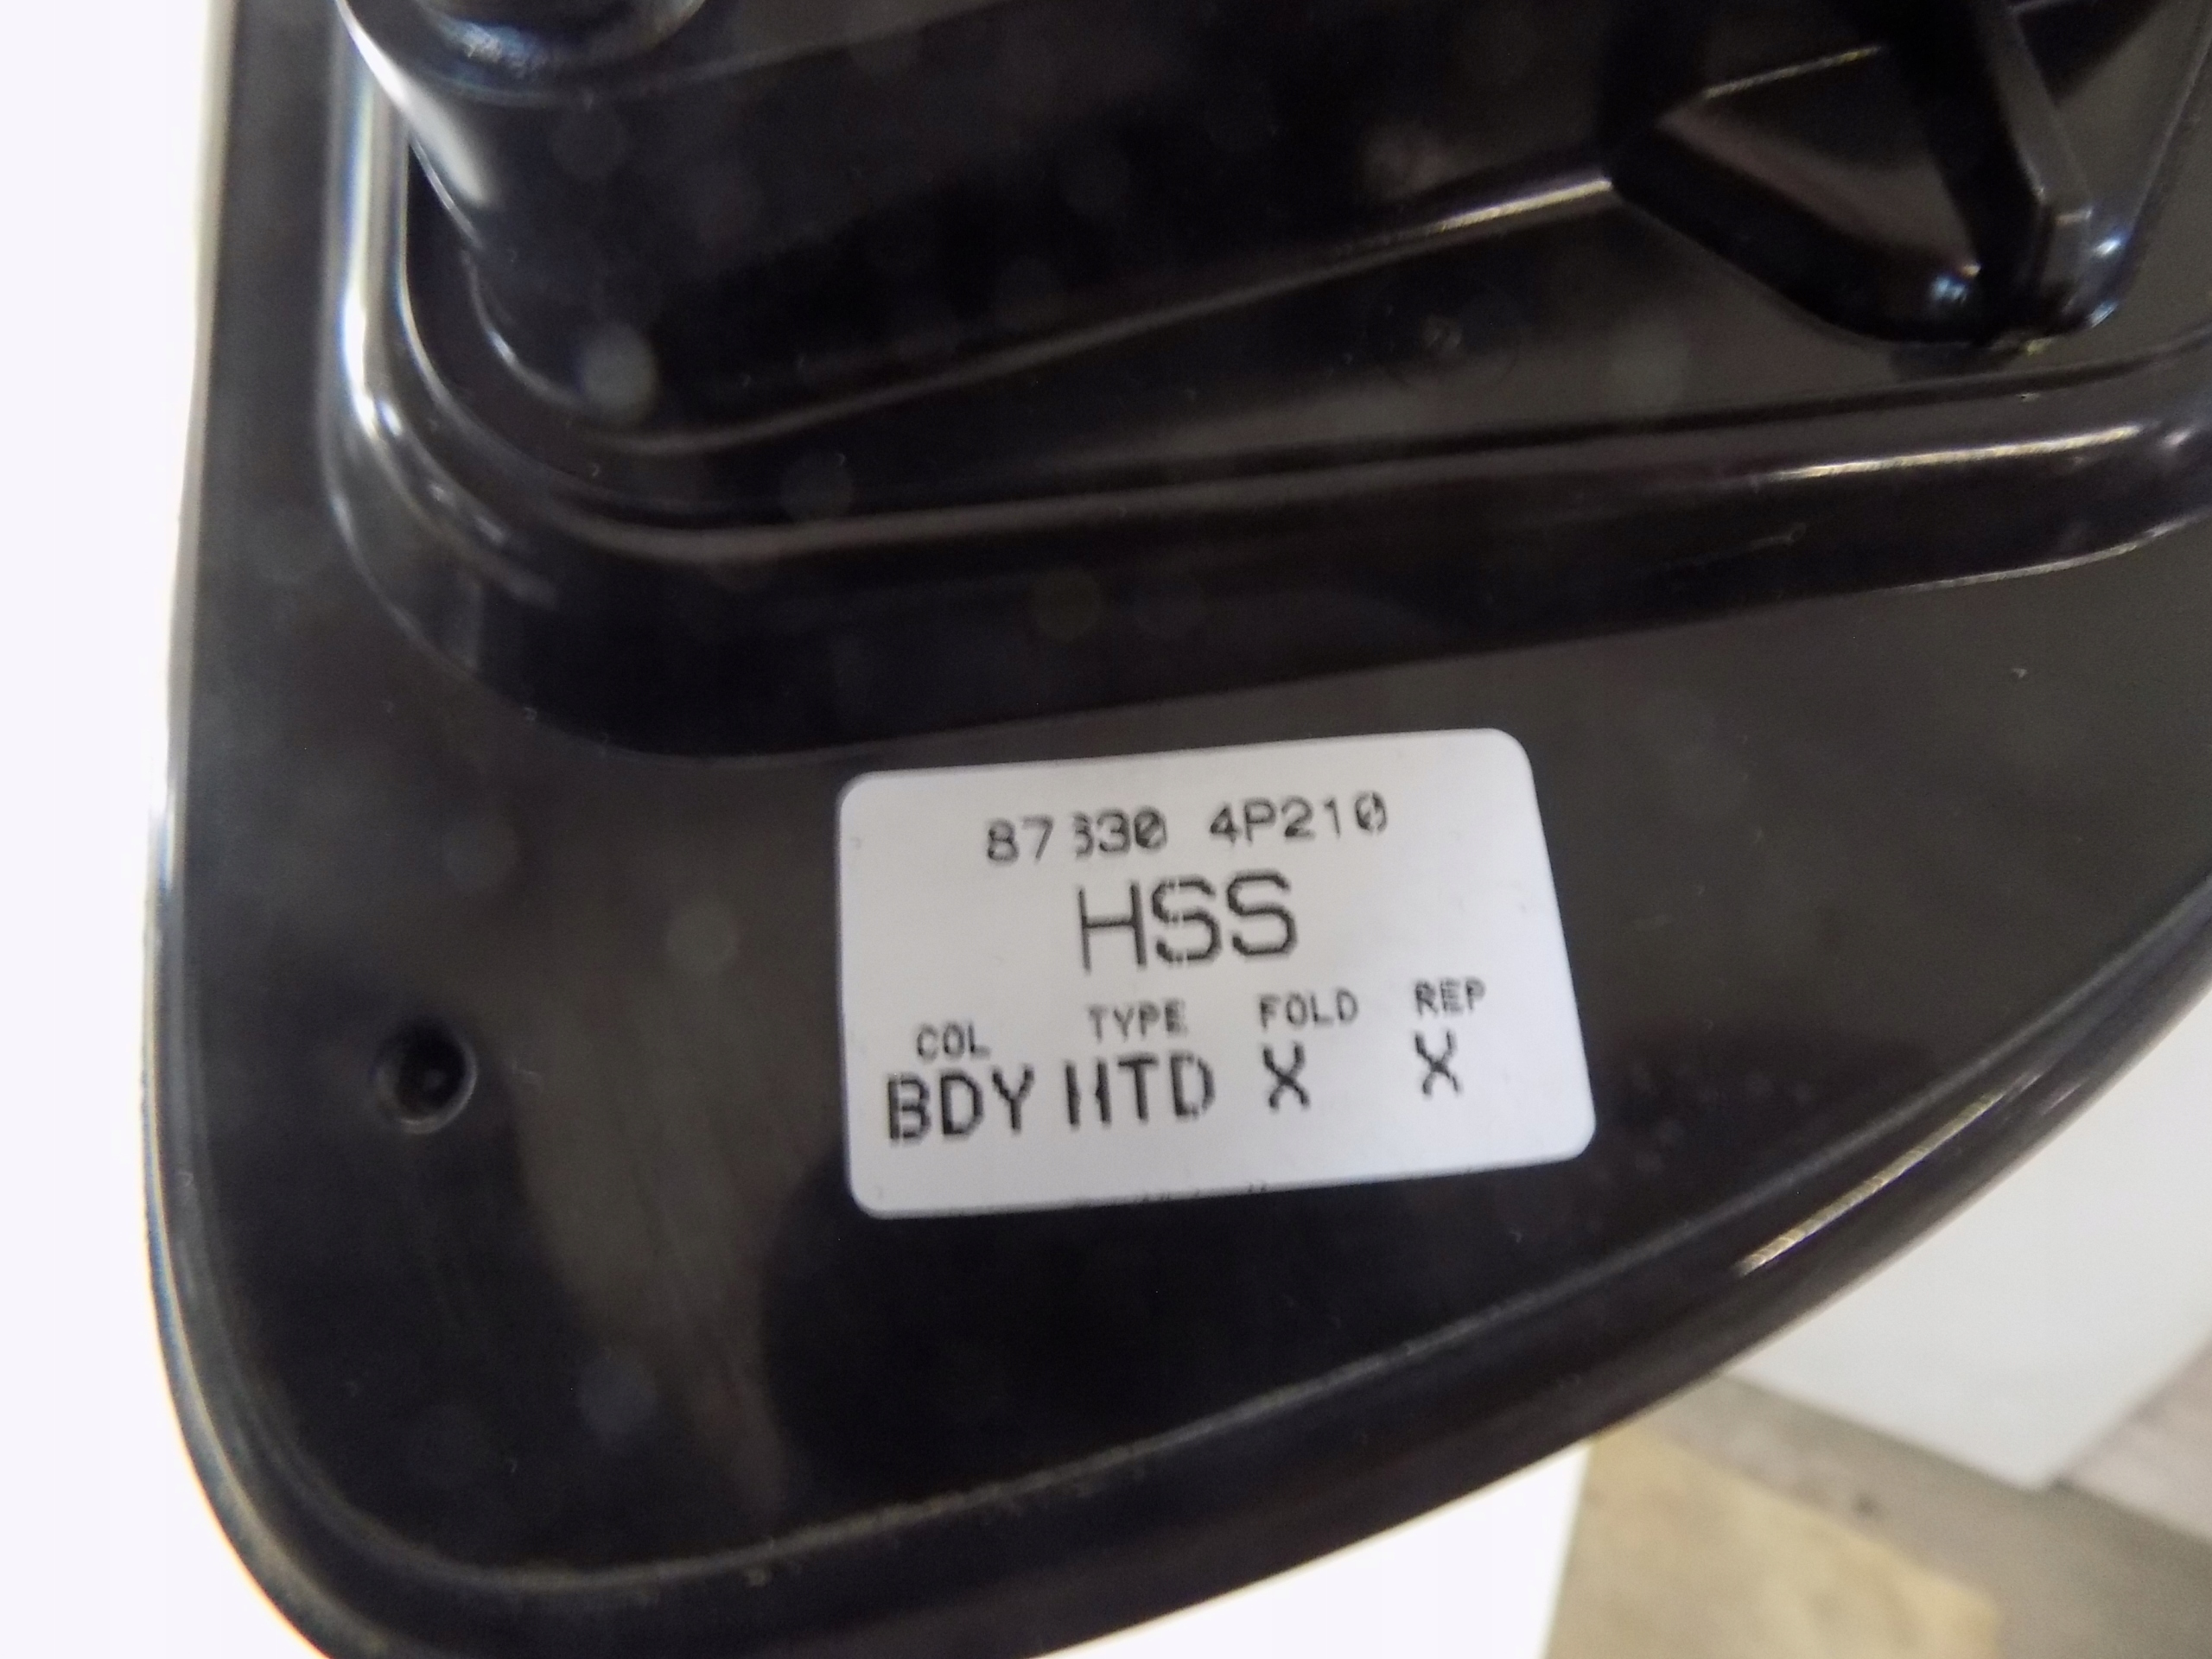 87630 4P210
HSS
COL TYPE FOLD REP
BDY HTD X X